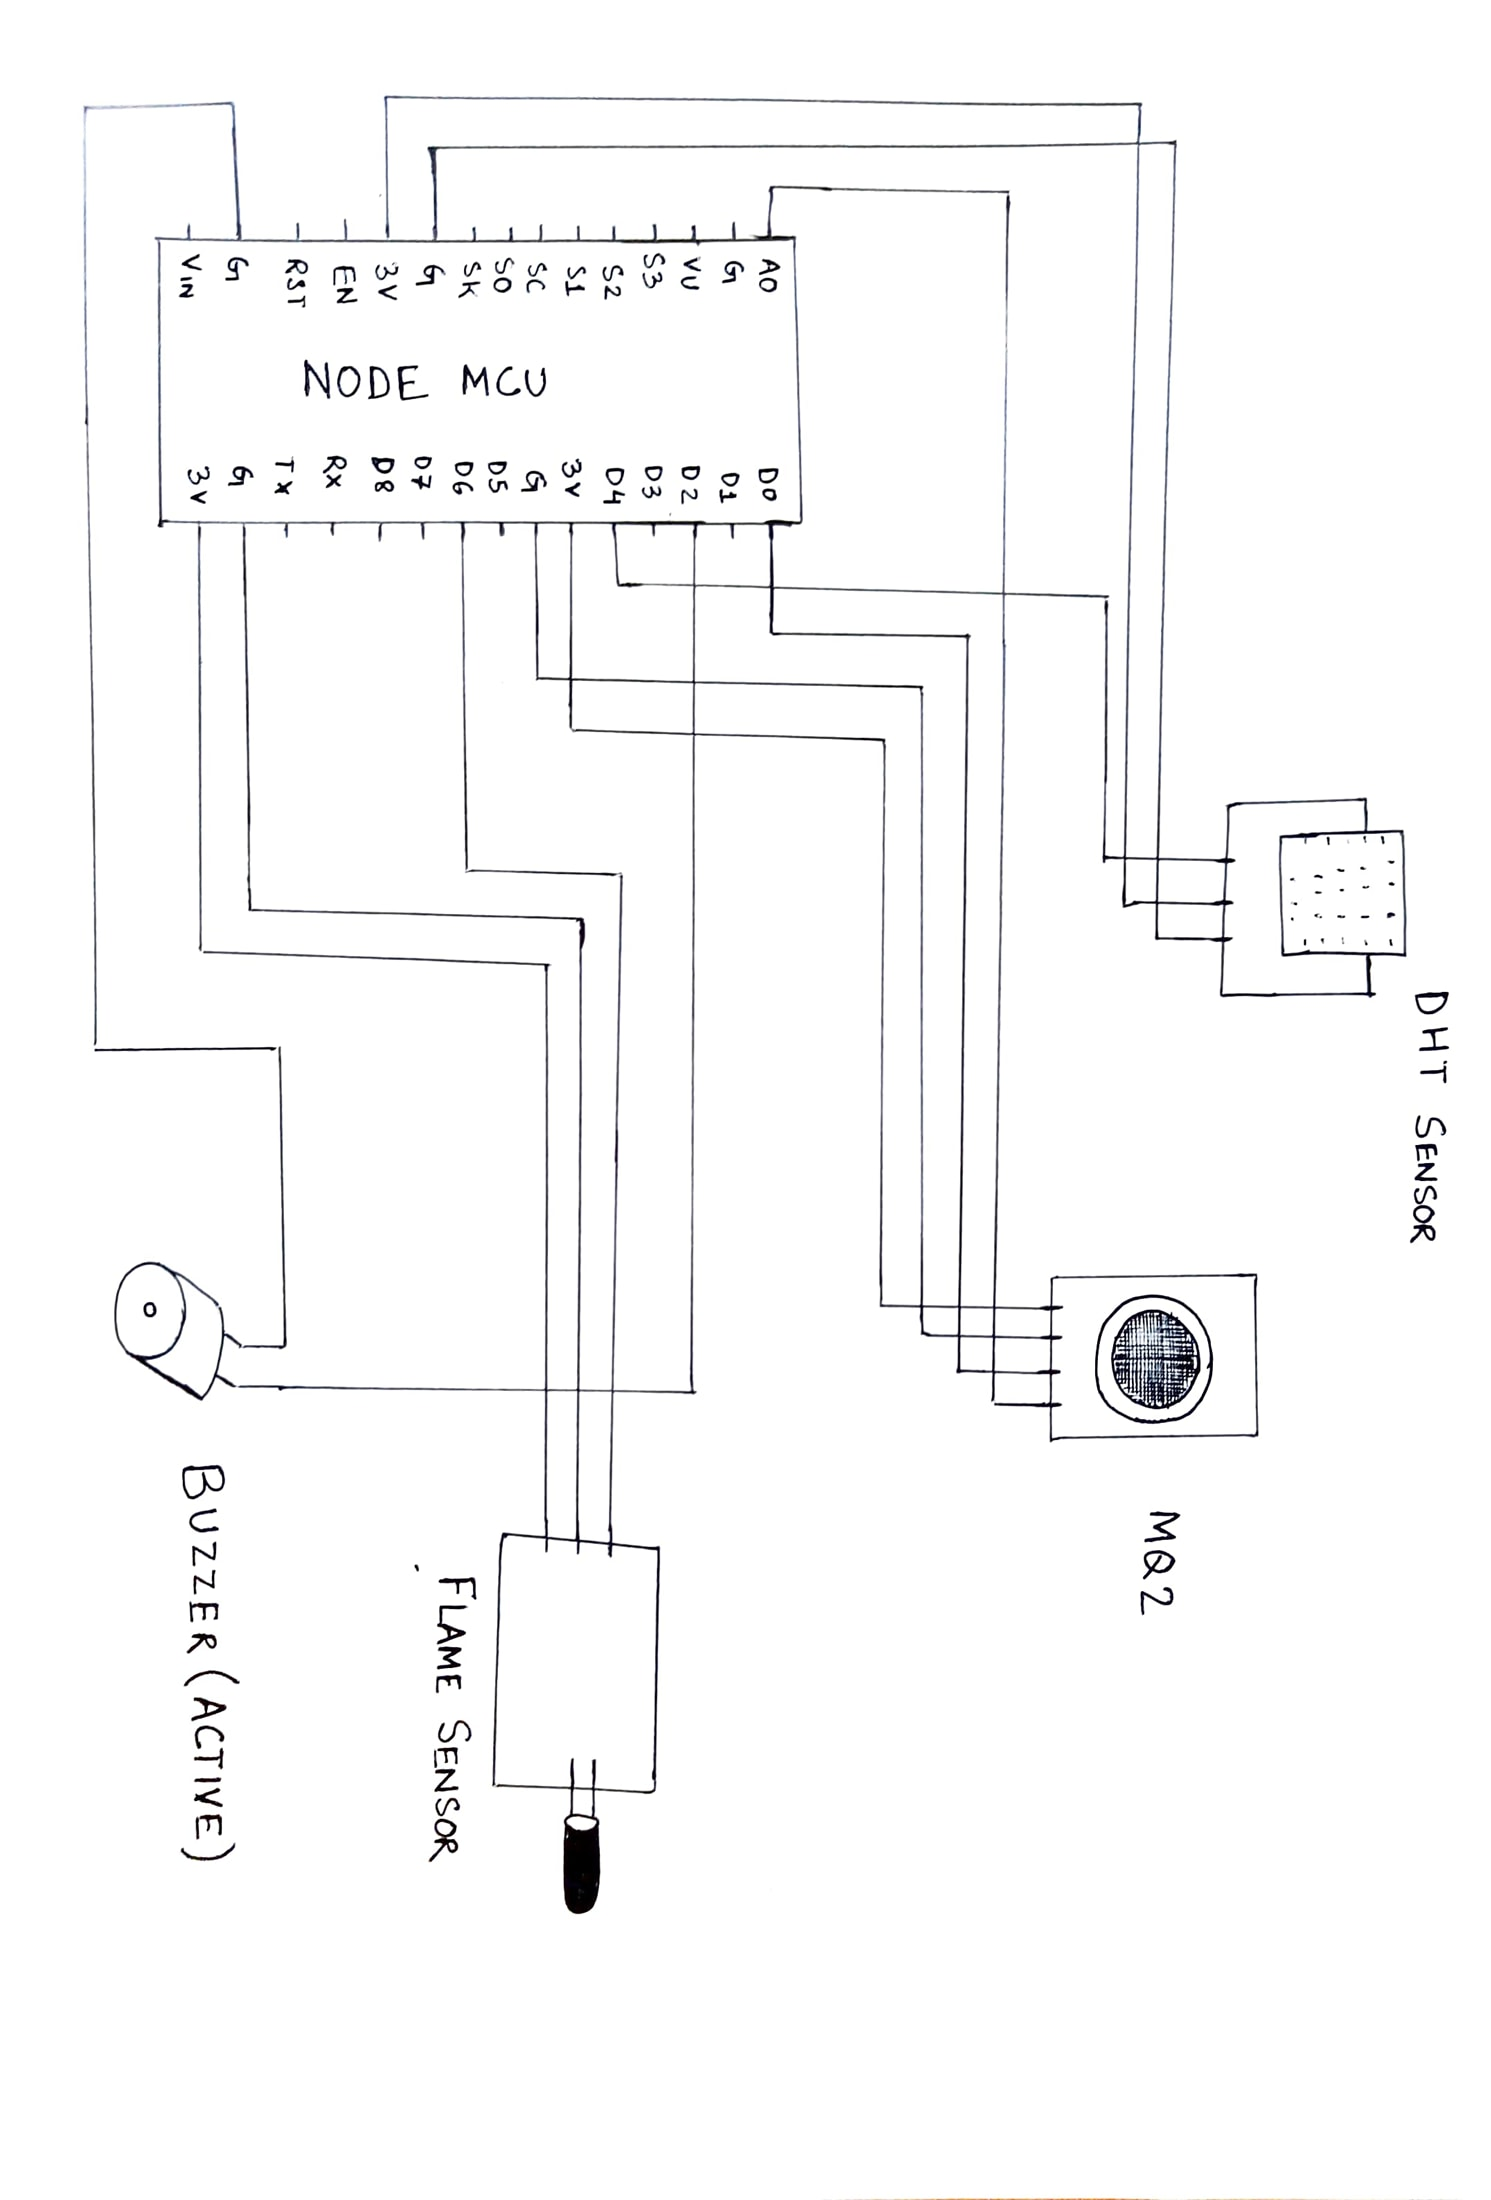 VIN G RST EN 3V G SK SO SC S1 S2 S3 VU G A0
NODE MCU
3V G TX RX D8 D7 D6 D5 G 3V D4 D3 D2 D1 D0
DHT SENSOR
MQ2
FLAME SENSOR
BUZZER (ACTIVE)